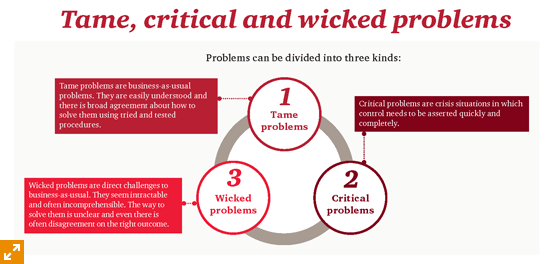 Tame, critical and wicked problems
Problems can be divided into three kinds:
Tame problems are business-as-usual
problems. They are easily understood and
there is broad agreement about how to
solve them using tried and tested
procedures.
1
Tame
problems
Critical problems are crisis situations in which
control needs to be asserted quickly and
completely.
Wicked problems are direct challenges to
business-as-usual. They seem intractable
and often incomprehensible. The way to
solve them is unclear and even there is
often disagreement on the right outcome.
3
Wicked
problems
2
Critical
problems